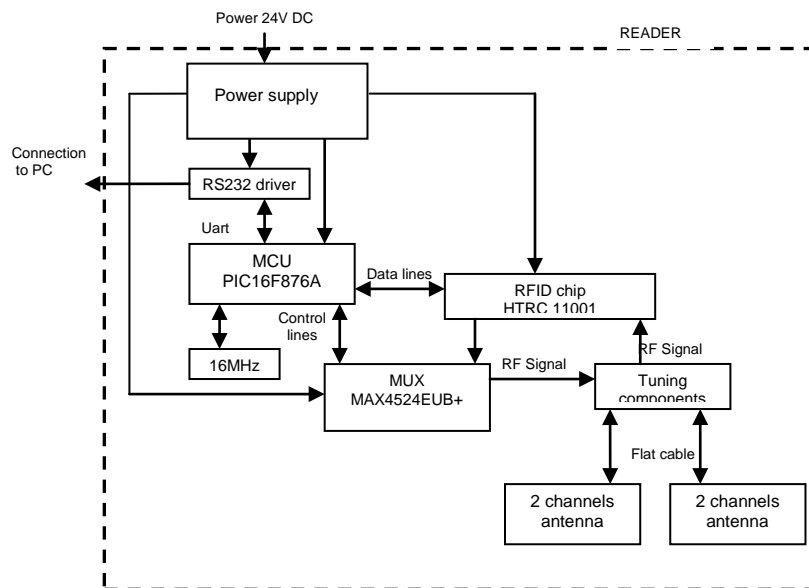 Power 24V DC
READER
Power supply
Connection
to PC
RS232 driver
Uart
MCU
PIC16F876A
Data lines
RFID chip
HTRC 11001
Control
lines
16MHz
RF Signal
RF Signal
MUX
MAX4524EUB+
Tuning
components
Flat cable
2 channels
antenna
2 channels
antenna